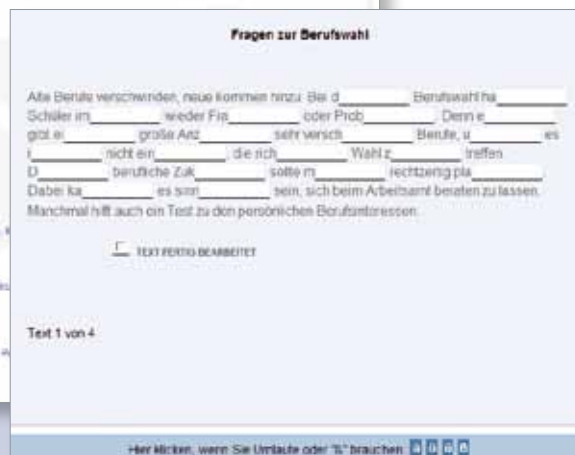 Fragen zur Berufswahl
Alte Berufe verschwinden, neue kommen hinzu. Bei d________ Berufswahl ha________
Schüler im________ wieder Fra________ oder Prob________. Denn e________
gibt ei________ große Anz________ sehr versch________ Berufe, u________ es
i________ nicht ein________, die rich________ Wahl z________ treffen
D________ berufliche Zuk________ sollte m________ rechtzeitig pla________
Dabei ka________ es sinn________ sein, sich beim Arbeitsamt beraten zu lassen.
Manchmal hilft auch ein Test zu den persönlichen Berufsinteressen.
TEXT FERTIG BEARBEITET
Text 1 von 4
Hier klicken, wenn Sie Umlaute oder "ß" brauchen